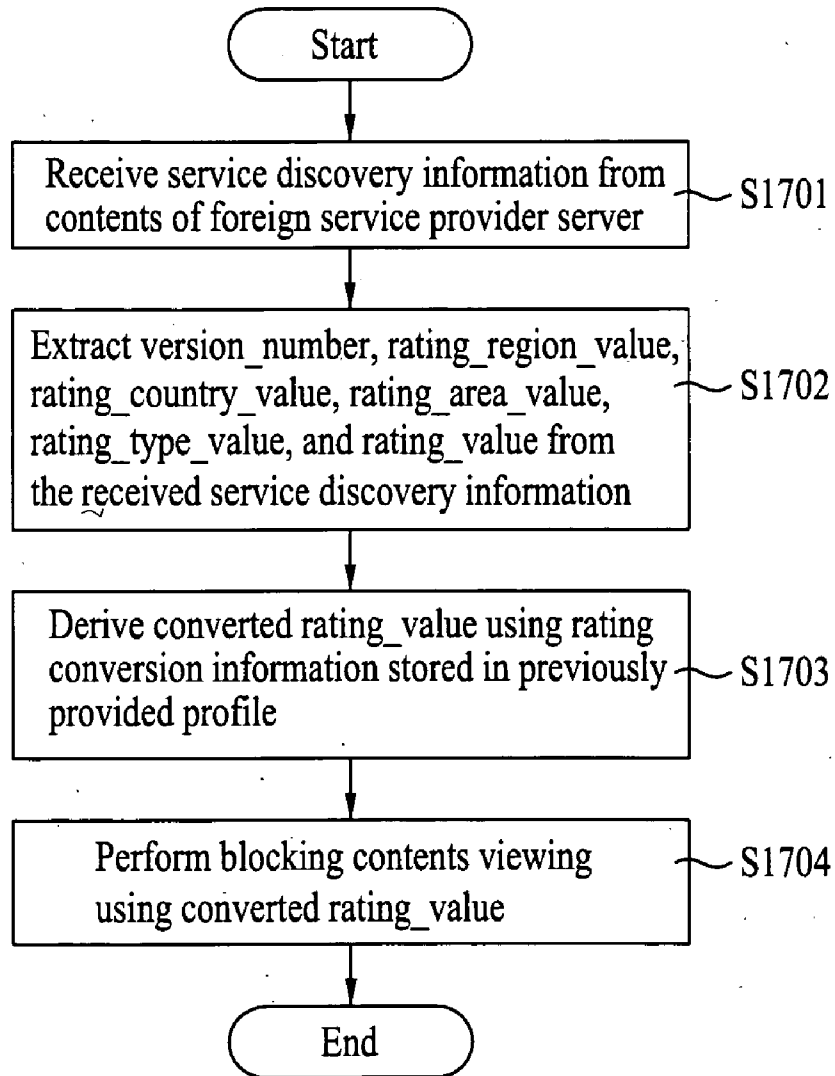 Start
Receive service discovery information from
contents of foreign service provider server
S1701
Extract version_number, rating_region_value,
rating_country_value, rating_area_value,
rating_type_value, and rating_value from
the received service discovery information
S1702
Derive converted rating_value using rating
conversion information stored in previously
provided profile
S1703
Perform blocking contents viewing
using converted rating_value
S1704
End